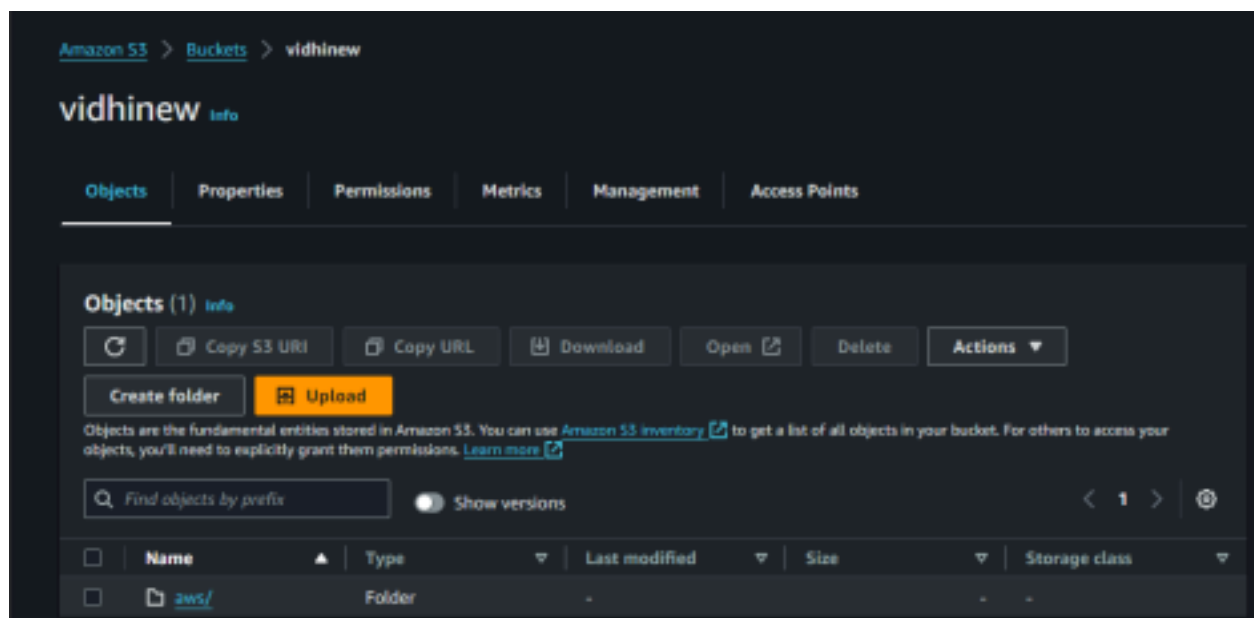 Amazon S3 > Buckets > vidhinew
vidhinew Info
Objects Properties Permissions Metrics Management Access Points
Objects (1) Info
Copy S3 URI Copy URL Download Open Delete Actions
Create folder Upload
Objects are the fundamental entities stored in Amazon S3. You can use Amazon S3 inventory to get a list of all objects in your bucket. For others to access your
objects, you'll need to explicitly grant them permissions. Learn more
Find objects by prefix Show versions < 1 >
Name Type Last modified Size Storage class
aws/ Folder - - -